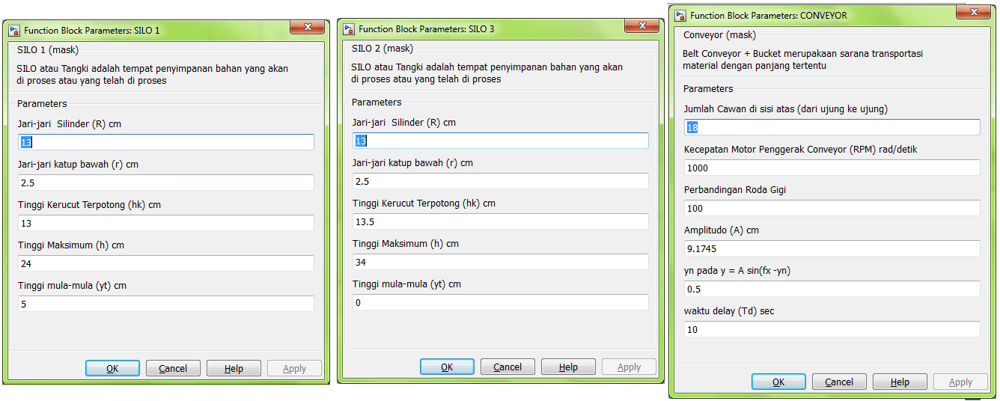 Function Block Parameters: SILO 1
SILO 1 (mask)
SILO atau Tangki adalah tempat penyimpanan bahan yang akan
di proses atau yang telah di proses
Parameters
Jari-jari  Silinder (R) cm
13
Jari-jari katup bawah (r) cm
2.5
Tinggi Kerucut Terpotong (hk) cm
13
Tinggi Maksimum (h) cm
24
Tinggi mula-mula (yt) cm
5
OK Cancel Help Apply
Function Block Parameters: SILO 3
SILO 2 (mask)
SILO atau Tangki adalah tempat penyimpanan bahan yang akan
di proses atau yang telah di proses
Parameters
Jari-jari  Silinder (R) cm
13
Jari-jari katup bawah (r) cm
2.5
Tinggi Kerucut Terpotong (hk) cm
13.5
Tinggi Maksimum (h) cm
34
Tinggi mula-mula (yt) cm
0
OK Cancel Help Apply
Function Block Parameters: CONVEYOR
Conveyor (mask)
Belt Conveyor + Bucket merupakaan sarana transportasi
material dengan panjang tertentu
Parameters
Jumlah Cawan di sisi atas (dari ujung ke ujung)
18
Kecepatan Motor Penggerak Conveyor (RPM) rad/detik
1000
Perbandingan Roda Gigi
100
Amplitudo (A) cm
9.1745
yn pada y = A sin(fx -yn)
0.5
waktu delay (Td) sec
10
OK Cancel Help Apply